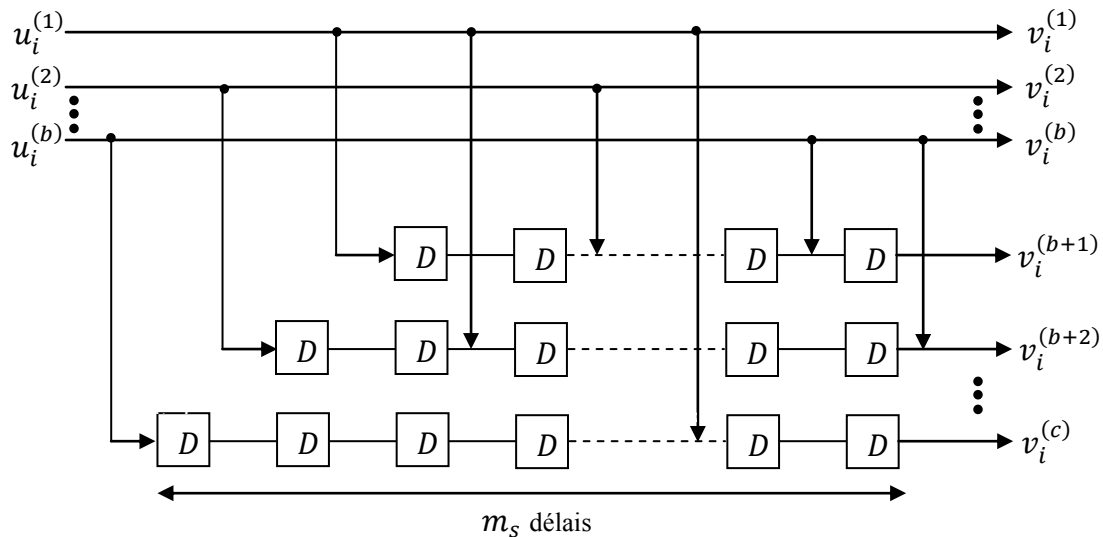 $u_i^{(1)}$ $v_i^{(1)}$
$u_i^{(2)}$ $v_i^{(2)}$
$u_i^{(b)}$ $v_i^{(b)}$
D D D D $v_i^{(b+1)}$
D D D D D $v_i^{(b+2)}$
D D D D D D $v_i^{(c)}$
$m_s$ délais